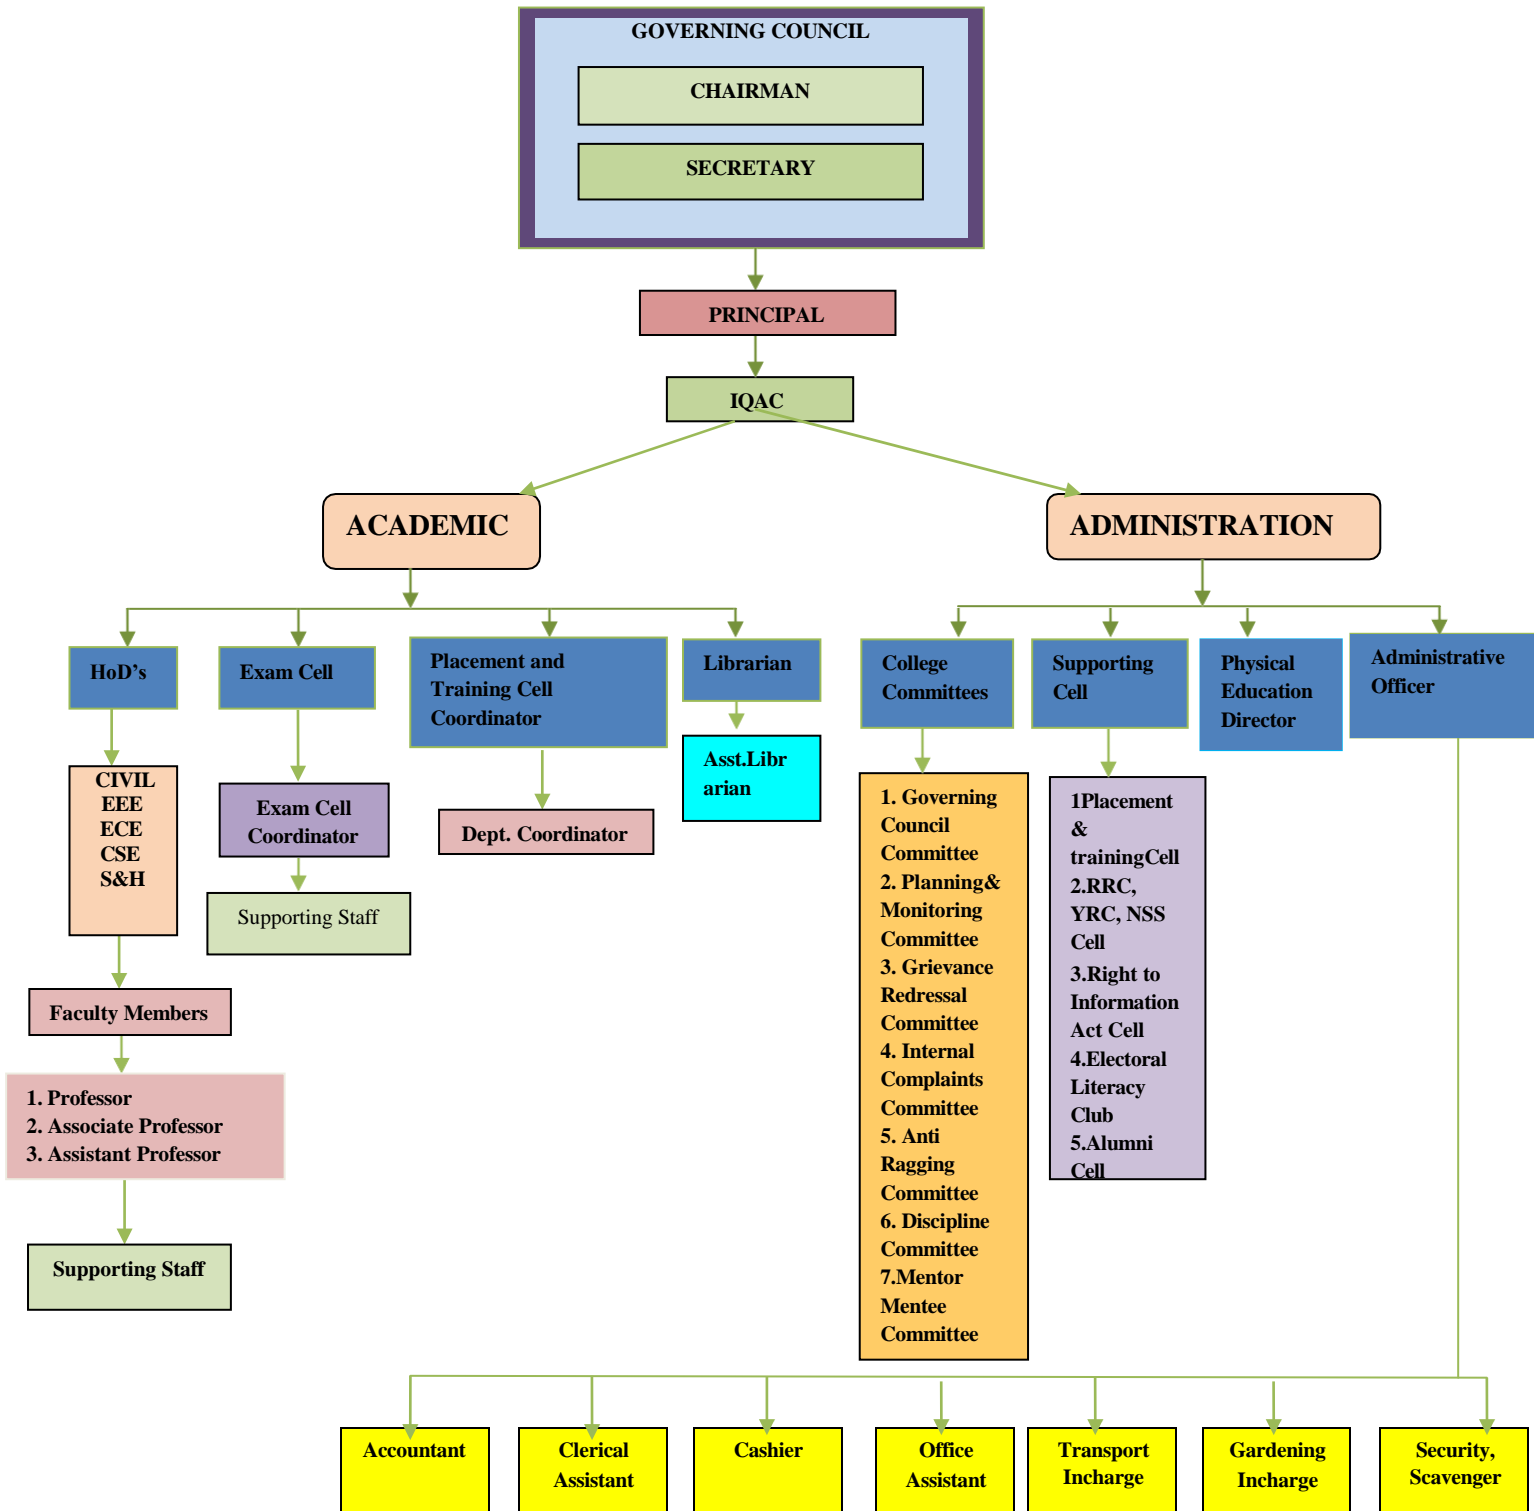 GOVERNING COUNCIL
CHAIRMAN
SECRETARY
PRINCIPAL
IQAC
ACADEMIC
ADMINISTRATION
HoD's
Exam Cell
Placement and
Training Cell
Coordinator
Librarian
College
Committees
Supporting
Cell
Physical
Education
Director
Administrative
Officer
CIVIL
EEE
ECE
CSE
S&H
Exam Cell
Coordinator
Dept. Coordinator
Asst.Libr
arian
Supporting Staff
Faculty Members
1. Professor
2. Associate Professor
3. Assistant Professor
Supporting Staff
1. Governing
Council
Committee
2. Planning&
Monitoring
Committee
3. Grievance
Redressal
Committee
4. Internal
Complaints
Committee
5. Anti
Ragging
Committee
6. Discipline
Committee
7.Mentor
Mentee
Committee
1Placement
&
trainingCell
2.RRC,
YRC, NSS
Cell
3.Right to
Information
Act Cell
4.Electoral
Literacy
Club
5.Alumni
Cell
Accountant
Clerical
Assistant
Cashier
Office
Assistant
Transport
Incharge
Gardening
Incharge
Security,
Scavenger